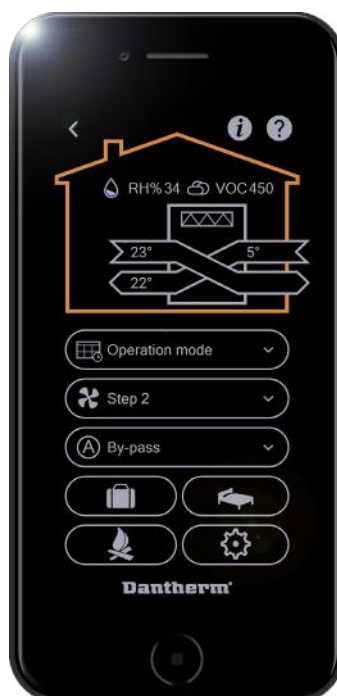 i ?
RH% 34 VOC 450
23° 5°
22°
Operation mode
Step 2
A By-pass
Dantherm®